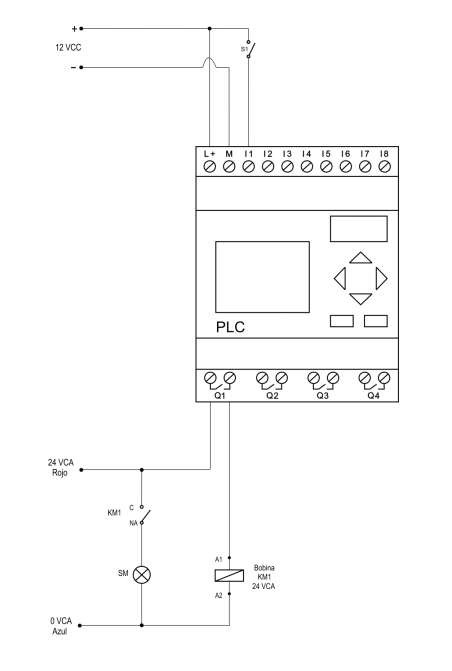 +
12 VCC
S1
−
L+ M I1 I2 I3 I4 I5 I6 I7 I8
PLC
Q1 Q2 Q3 Q4
24 VCA
Rojo
C
KM1
NA
A1
SM
Bobina
KM1
24 VCA
A2
0 VCA
Azul